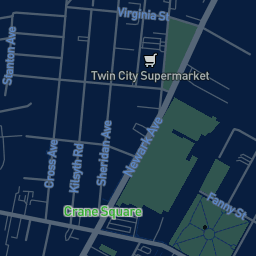 Virginia St
Stanton Ave
Twin City Supermarket
Newark Ave
Sheridan Ave
Kilsyth Rd
Cross Ave
Fanny St
Crane Square